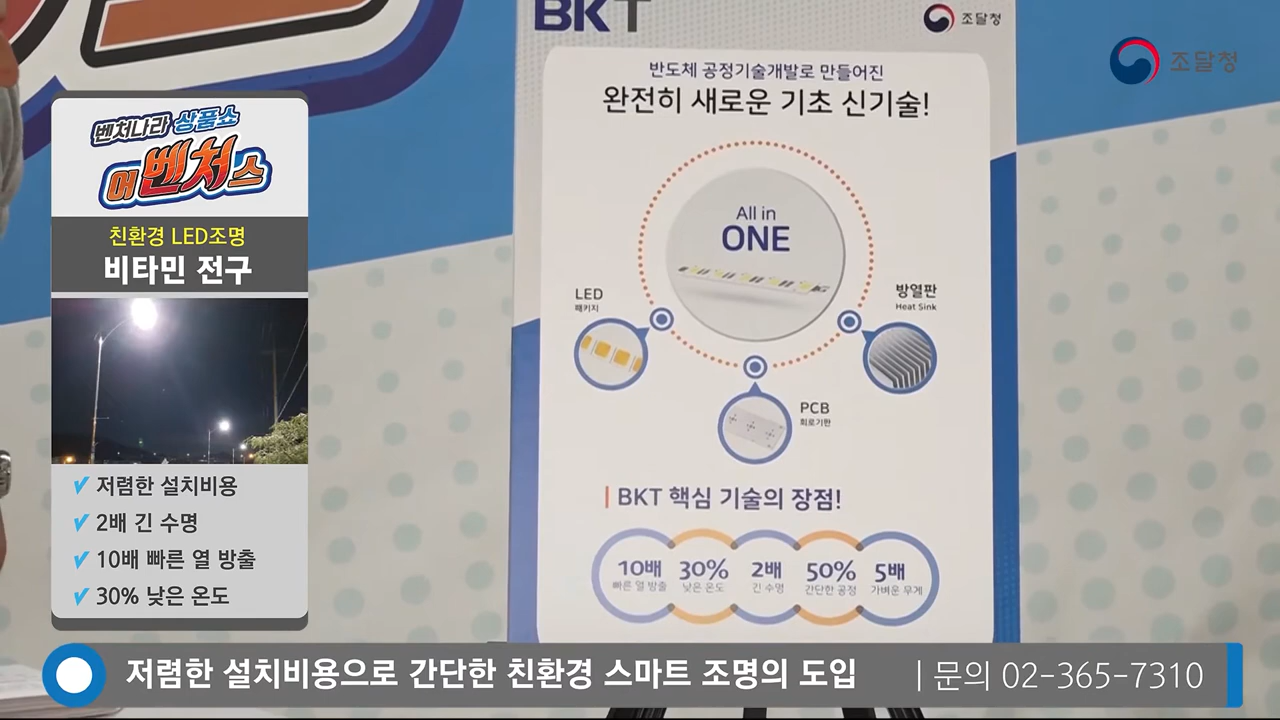 BKT
조달청
조달청
반도체 공정기술개발로 만들어진
완전히 새로운 기초 신기술!
All in
ONE
LED
패키지
방열판
Heat Sink
PCB
회로기판
BKT 핵심 기술의 장점!
10배
빠른 열 방출
30%
낮은 온도
2배
긴 수명
50%
간단한 공정
5배
가벼운 무게
벤처나라 상품쇼
어벤처스
친환경 LED조명
비타민 전구
저렴한 설치비용
2배 긴 수명
10배 빠른 열 방출
30% 낮은 온도
저렴한 설치비용으로 간단한 친환경 스마트 조명의 도입
| 문의 02-365-7310